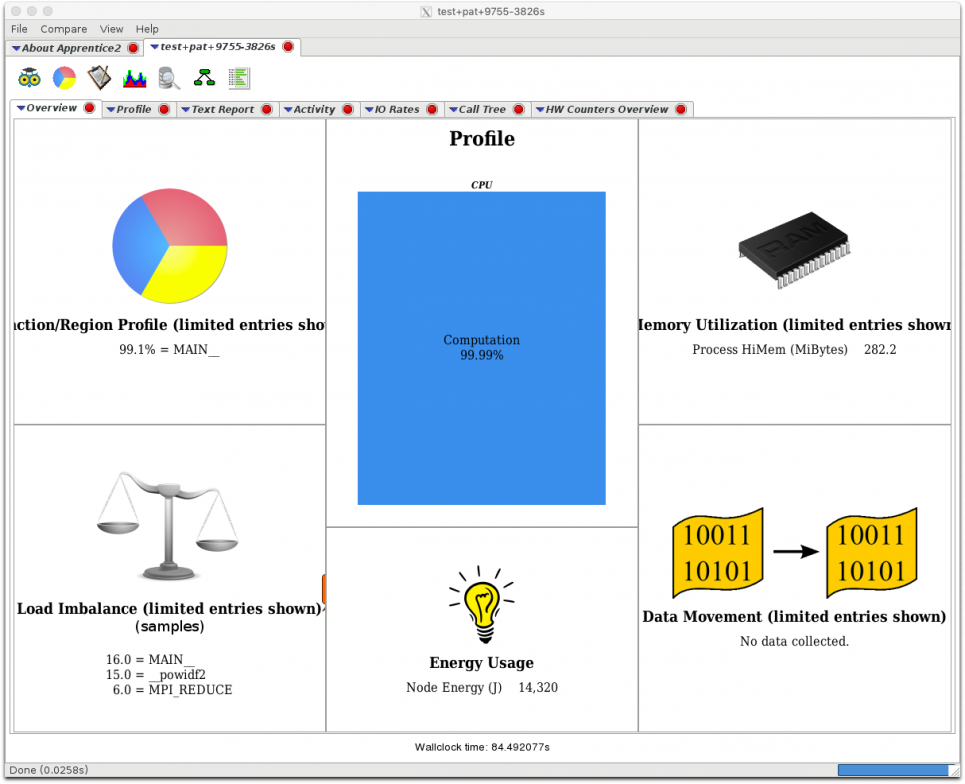 test+pat+9755-3826s
File Compare View Help
About Apprentice2 test+pat+9755-3826s
Overview Profile Text Report Activity IO Rates Call Tree HW Counters Overview
Profile
CPU
Computation
99.99%
nction/Region Profile (limited entries sho
99.1% = MAIN__
RAM
Memory Utilization (limited entries shown
Process HiMem (MiBytes) 282.2
Load Imbalance (limited entries shown)
(samples)
16.0 = MAIN__
15.0 = __powidf2
6.0 = MPI_REDUCE
Energy Usage
Node Energy (J) 14,320
10011 10011
10101 10101
Data Movement (limited entries shown)
No data collected.
Wallclock time: 84.492077s
Done (0.0258s)